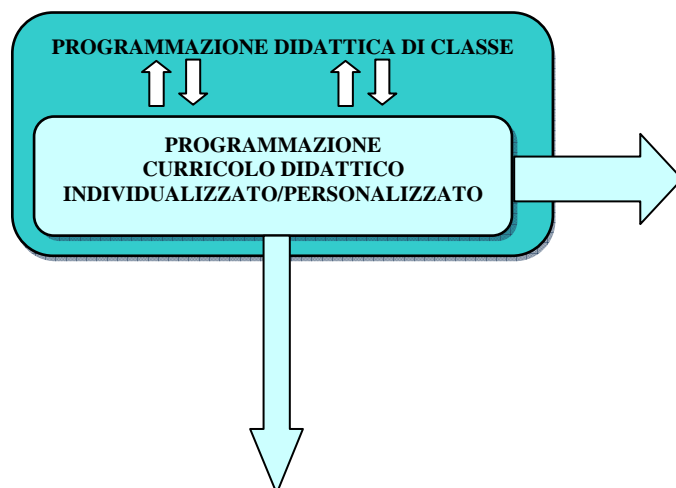 PROGRAMMAZIONE DIDATTICA DI CLASSE
PROGRAMMAZIONE
CURRICOLO DIDATTICO
INDIVIDUALIZZATO/PERSONALIZZATO